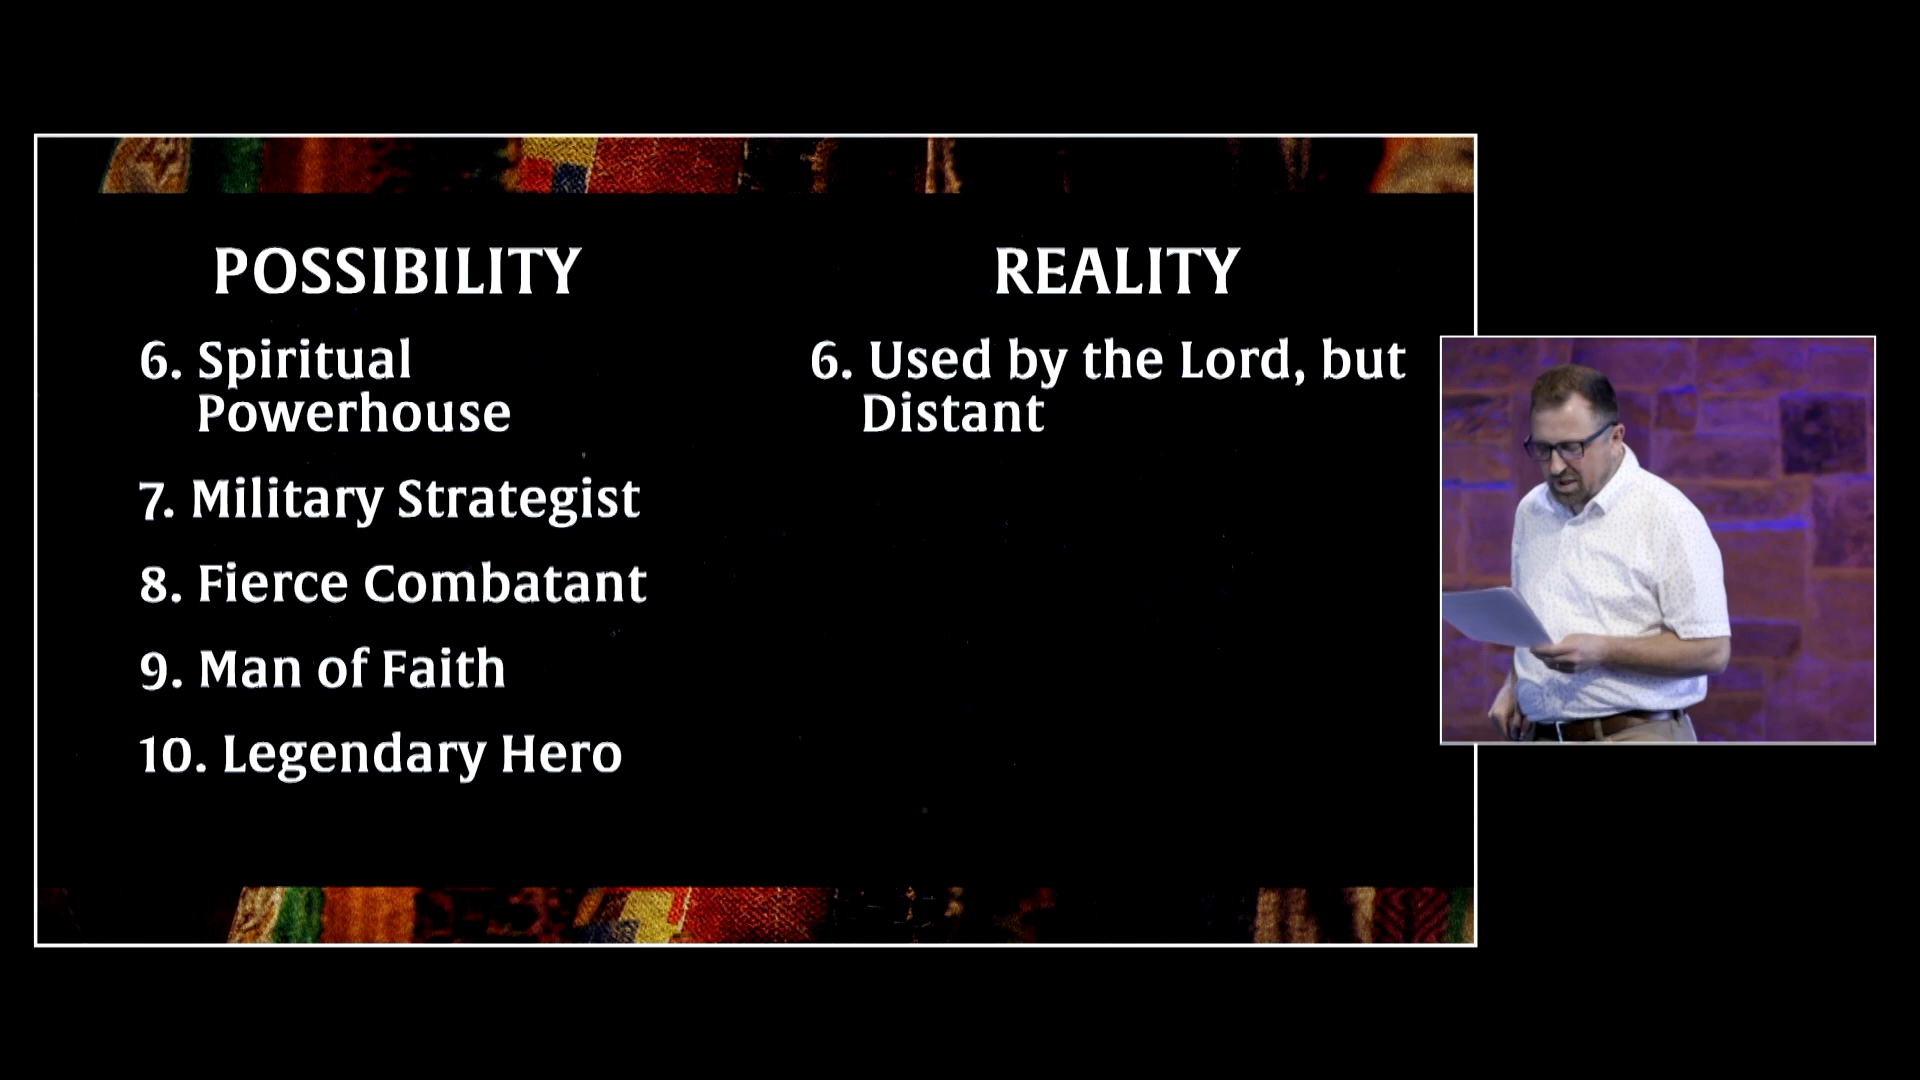 POSSIBILITY
6. Spiritual
Powerhouse
7. Military Strategist
8. Fierce Combatant
9. Man of Faith
10. Legendary Hero
REALITY
6. Used by the Lord, but
Distant